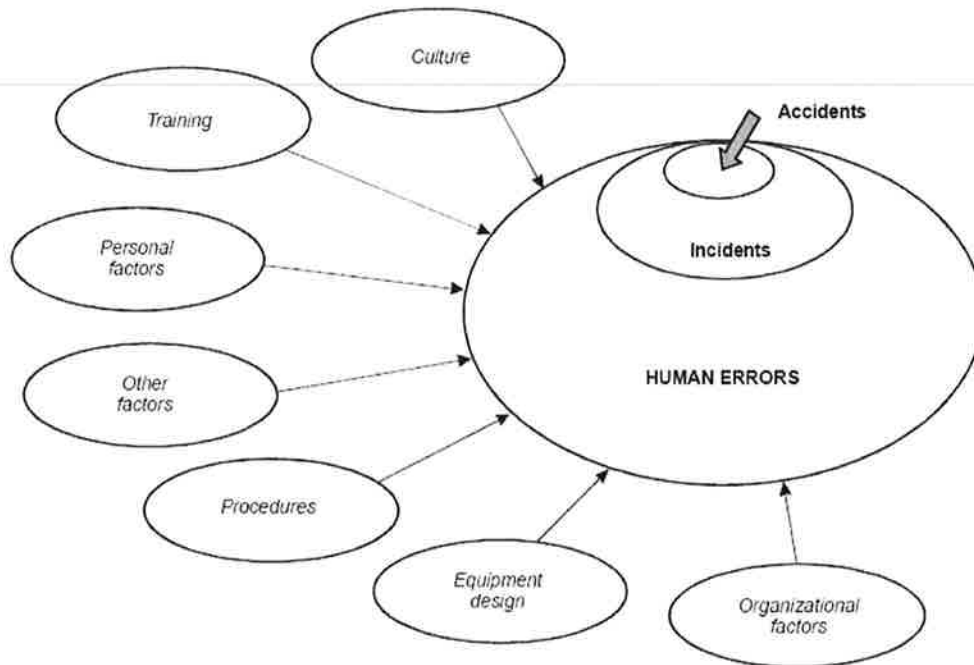 Culture
Training
Accidents
Personal
factors
Incidents
Other
factors
HUMAN ERRORS
Procedures
Equipment
design
Organizational
factors